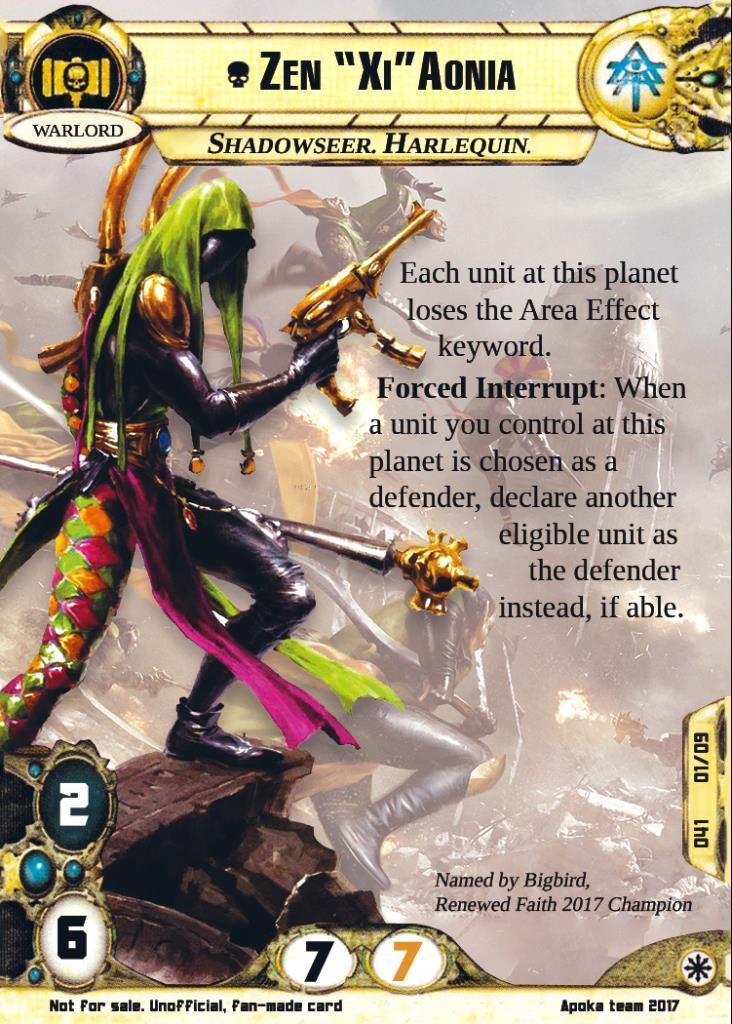 Zen "Xi" Aonia
WARLORD
Shadowseer. Harlequin.
Each unit at this planet
loses the Area Effect
keyword.
Forced Interrupt: When
a unit you control at this
planet is chosen as a
defender, declare another
eligible unit as
the defender
instead, if able.
2
6
7 7
041 01/09
Named by Bigbird,
Renewed Faith 2017 Champion
Not for sale. Unofficial, fan-made card
Apoka team 2017